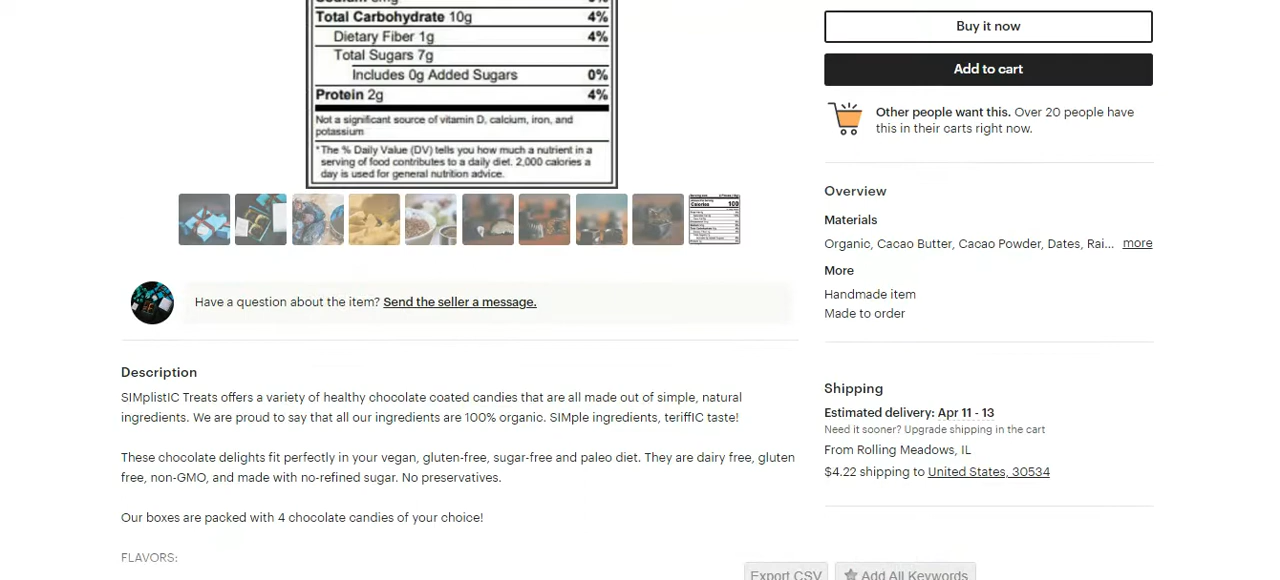 Total Carbohydrate 10g 4%
Dietary Fiber 1g 4%
Total Sugars 7g
Includes 0g Added Sugars 0%
Protein 2g 4%
Not a significant source of vitamin D, calcium, iron, and
potassium
*The % Daily Value (DV) tells you how much a nutrient in a
serving of food contributes to a daily diet. 2,000 calories a
day is used for general nutrition advice.
Have a question about the item? Send the seller a message.
Description
SIMplistIC Treats offers a variety of healthy chocolate coated candies that are all made out of simple, natural
ingredients. We are proud to say that all our ingredients are 100% organic. SIMple ingredients, teriffIC taste!
These chocolate delights fit perfectly in your vegan, gluten-free, sugar-free and paleo diet. They are dairy free, gluten
free, non-GMO, and made with no-refined sugar. No preservatives.
Our boxes are packed with 4 chocolate candies of your choice!
FLAVORS:
Buy it now
Add to cart
Other people want this. Over 20 people have
this in their carts right now.
Overview
Materials
Organic, Cacao Butter, Cacao Powder, Dates, Rai... more
More
Handmade item
Made to order
Shipping
Estimated delivery: Apr 11 - 13
Need it sooner? Upgrade shipping in the cart
From Rolling Meadows, IL
$4.22 shipping to United States, 30534
Export CSV
Add All Keywords